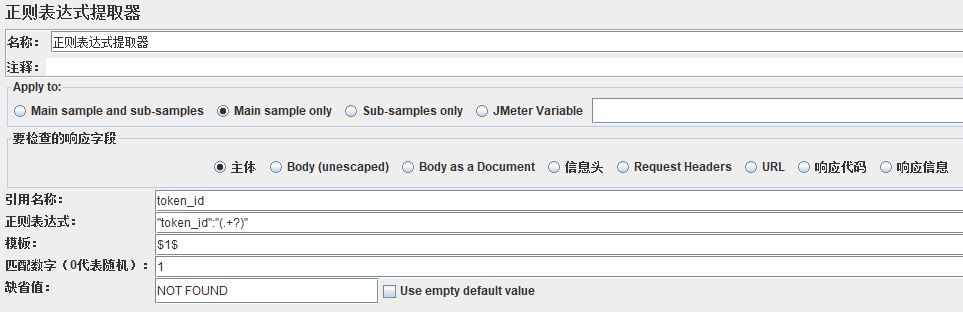 正则表达式提取器
名称： 正则表达式提取器
注释：
Apply to:
Main sample and sub-samples Main sample only Sub-samples only JMeter Variable
要检查的响应字段
主体 Body (unescaped) Body as a Document 信息头 Request Headers URL 响应代码 响应信息
引用名称： token_id
正则表达式： "token_id":"(.+?)"
模板： $1$
匹配数字（0代表随机）： 1
缺省值： NOT FOUND Use empty default value